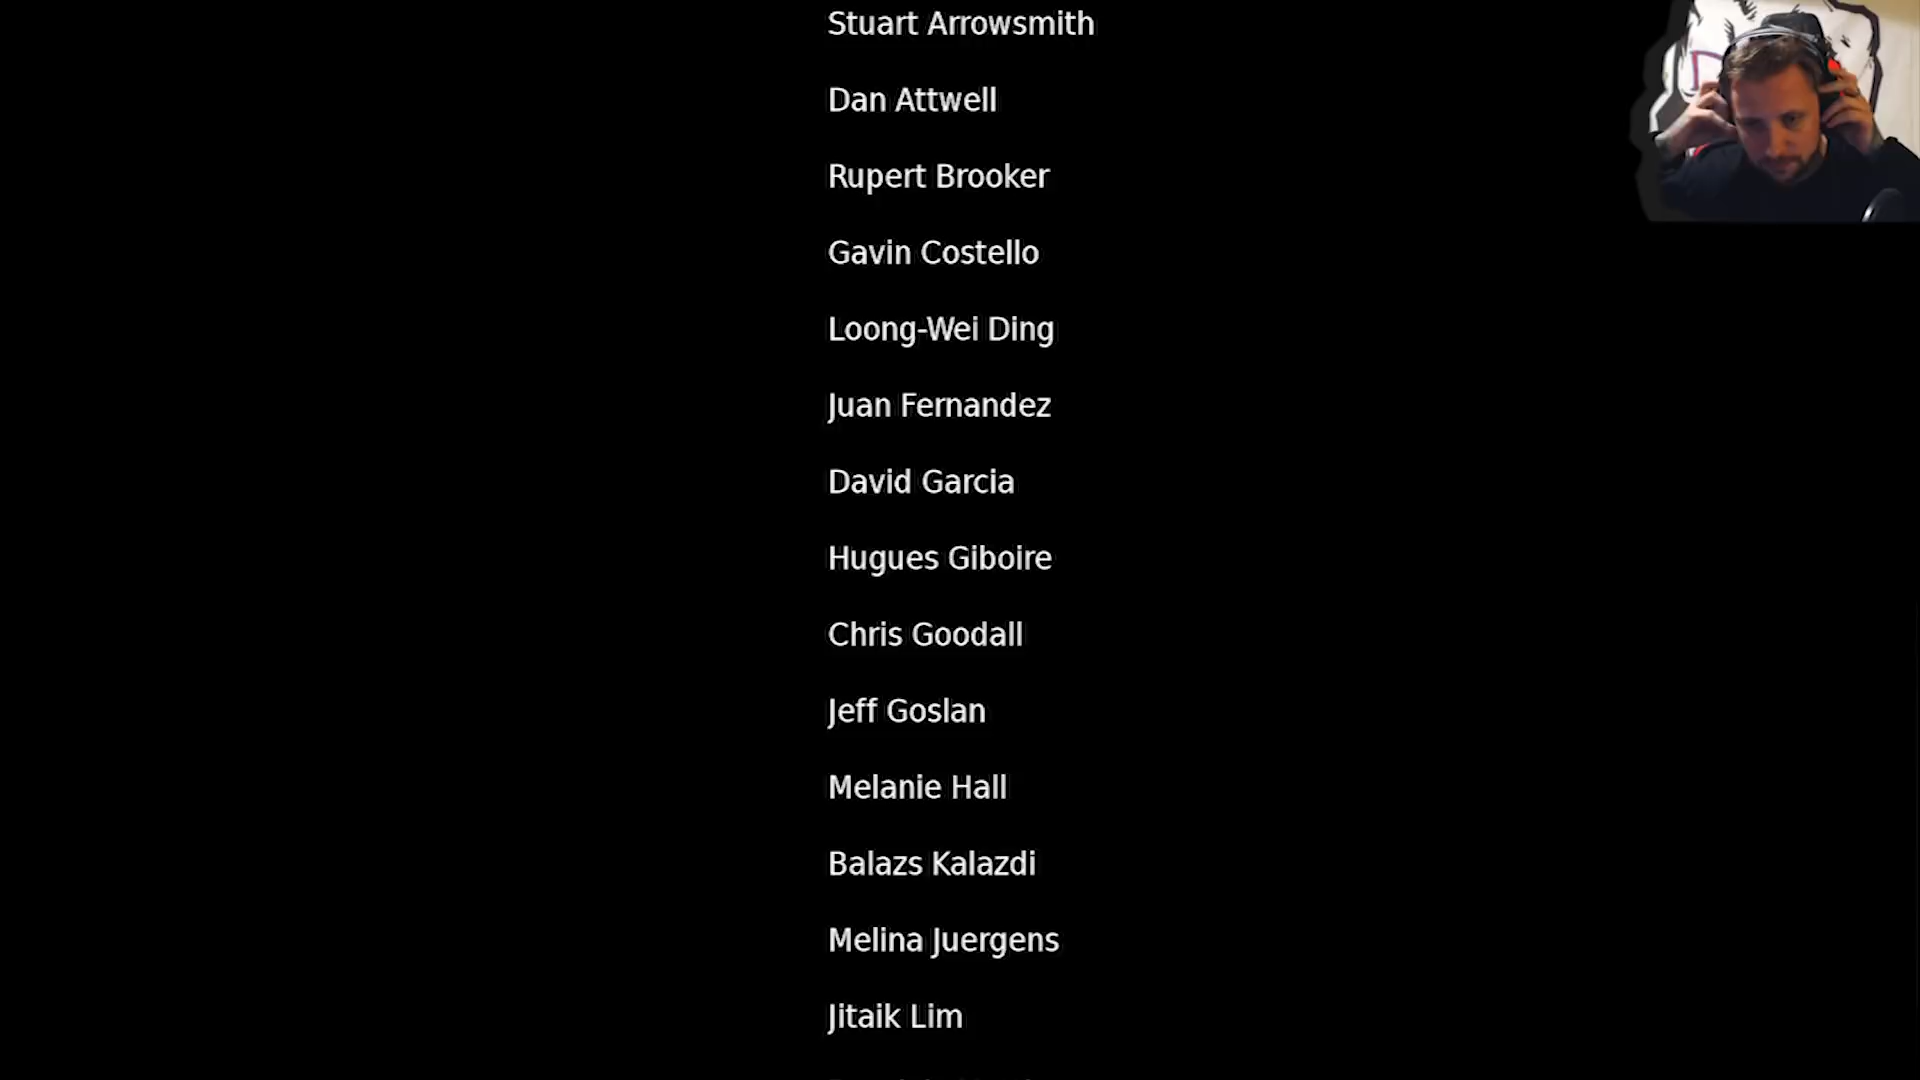 Stuart Arrowsmith
Dan Attwell
Rupert Brooker
Gavin Costello
Loong-Wei Ding
Juan Fernandez
David Garcia
Hugues Giboire
Chris Goodall
Jeff Goslan
Melanie Hall
Balazs Kalazdi
Melina Juergens
Jitaik Lim